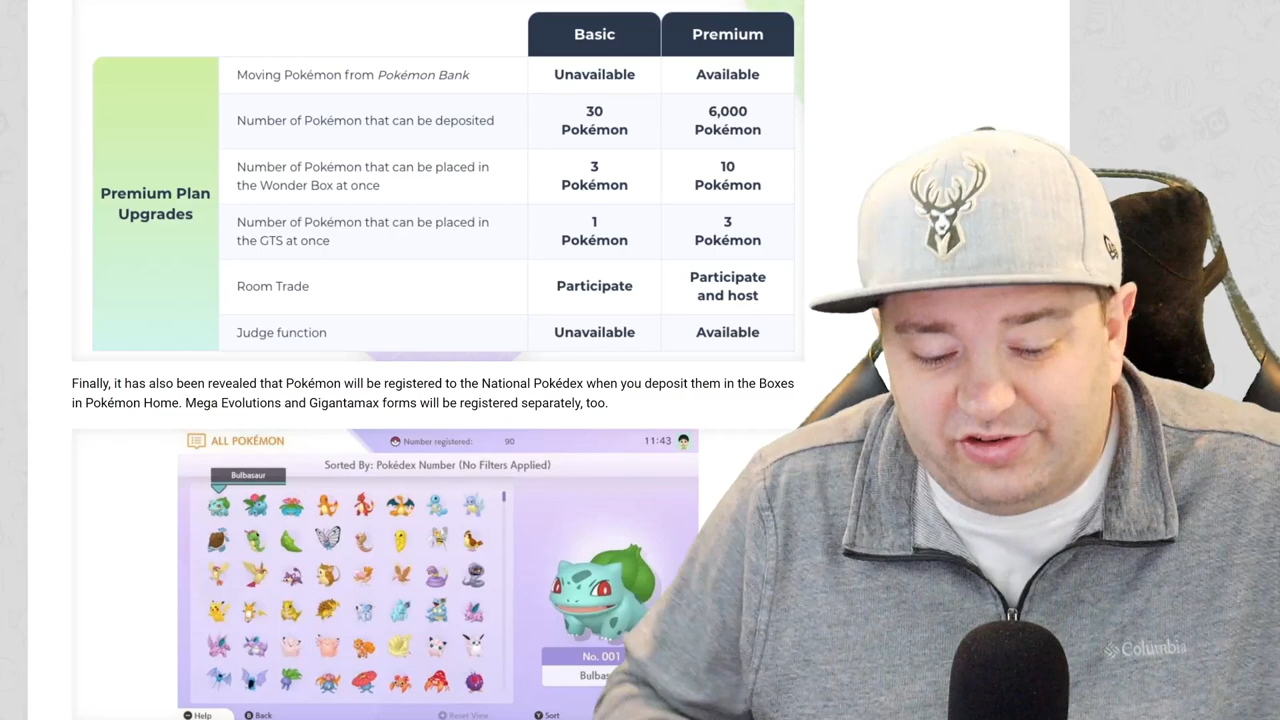 Basic Premium
Moving Pokémon from Pokémon Bank Unavailable Available
Number of Pokémon that can be deposited 30 Pokémon 6,000 Pokémon
Premium Plan Upgrades
Number of Pokémon that can be placed in
the Wonder Box at once 3 Pokémon 10 Pokémon
Number of Pokémon that can be placed in
the GTS at once 1 Pokémon 3 Pokémon
Room Trade Participate Participate and host
Judge function Unavailable Available
Finally, it has also been revealed that Pokémon will be registered to the National Pokédex when you deposit them in the Boxes
in Pokémon Home. Mega Evolutions and Gigantamax forms will be registered separately, too.
ALL POKÉMON Number registered: 90 11:43
Sorted By: Pokédex Number (No Filters Applied)
Bulbasaur
No. 001
Bulbas
Help Back Reset View Sort
Columbia